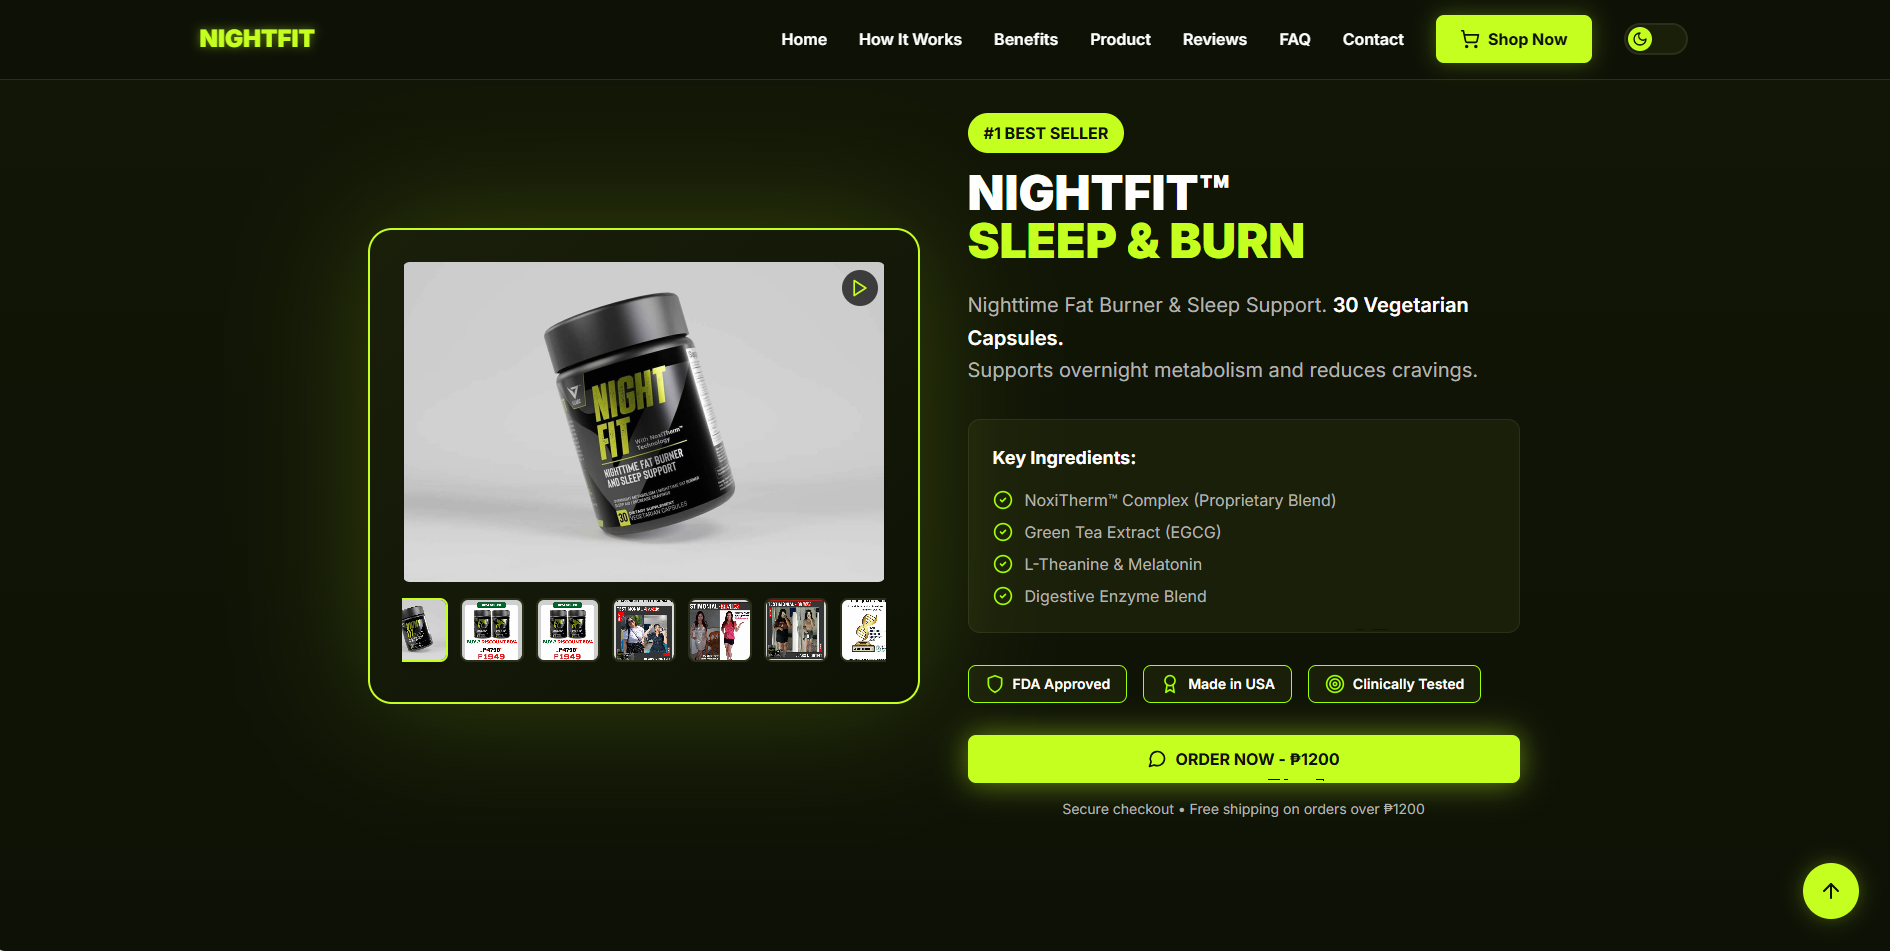 NIGHTFIT
Home How It Works Benefits Product Reviews FAQ Contact Shop Now
#1 BEST SELLER
NIGHTFIT™
SLEEP & BURN
Nighttime Fat Burner & Sleep Support. 30 Vegetarian
Capsules.
Supports overnight metabolism and reduces cravings.
NIGHT
FIT
With NoxiTherm™
Technology
NIGHTTIME FAT BURNER
AND SLEEP SUPPORT
30
DIETARY SUPPLEMENT
VEGETARIAN CAPSULES
₱1949
₱1949
Key Ingredients:
NoxiTherm™ Complex (Proprietary Blend)
Green Tea Extract (EGCG)
L-Theanine & Melatonin
Digestive Enzyme Blend
FDA Approved
Made in USA
Clinically Tested
ORDER NOW - ₱1200
Secure checkout • Free shipping on orders over ₱1200